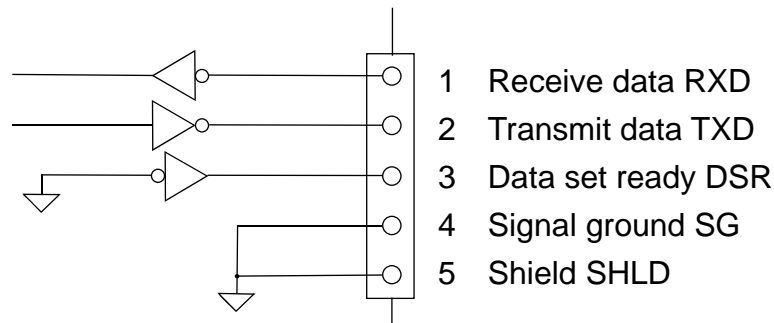 1 Receive data RXD
2 Transmit data TXD
3 Data set ready DSR
4 Signal ground SG
5 Shield SHLD